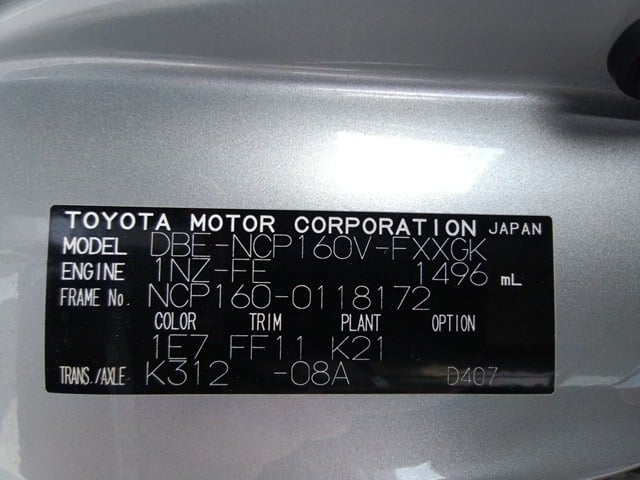 TOYOTA MOTOR CORPORATION JAPAN
MODEL DBE-NCP160V-FXXGK
ENGINE 1NZ-FE 1496 mL
FRAME No. NCP160-0118172
COLOR TRIM PLANT OPTION
1E7 FF11 K21
TRANS./AXLE K312 -08A D407